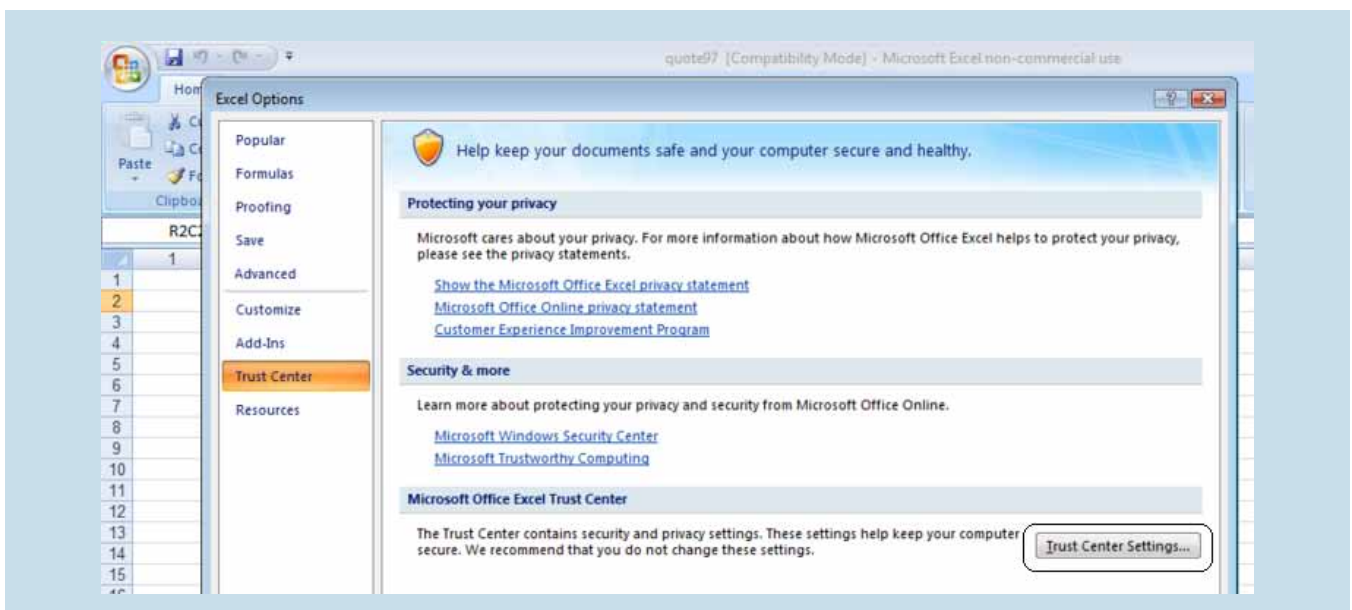 quote97 [Compatibility Mode] - Microsoft Excel non-commercial use
Excel Options
Paste
R2C2
1
1
2
3
4
5
6
7
8
9
10
11
12
13
14
15
Popular
Formulas
Proofing
Save
Advanced
Customize
Add-Ins
Trust Center
Resources
Help keep your documents safe and your computer secure and healthy.
Protecting your privacy
Microsoft cares about your privacy. For more information about how Microsoft Office Excel helps to protect your privacy,
please see the privacy statements.
Show the Microsoft Office Excel privacy statement
Microsoft Office Online privacy statement
Customer Experience Improvement Program
Security & more
Learn more about protecting your privacy and security from Microsoft Office Online.
Microsoft Windows Security Center
Microsoft Trustworthy Computing
Microsoft Office Excel Trust Center
The Trust Center contains security and privacy settings. These settings help keep your computer
secure. We recommend that you do not change these settings.
Trust Center Settings...